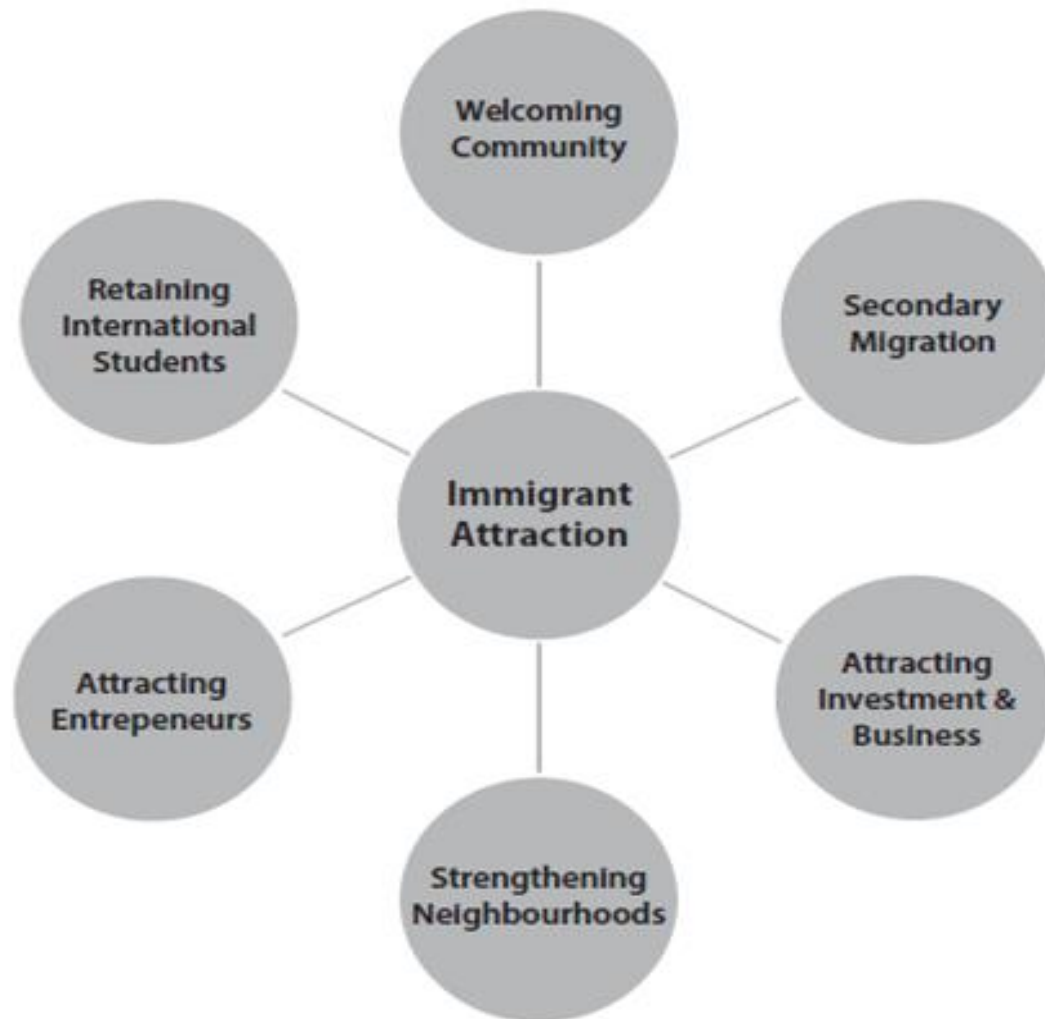 Welcoming
Community
Retaining
International
Students
Secondary
Migration
Immigrant
Attraction
Attracting
Entrepeneurs
Attracting
Investment &
Business
Strengthening
Neighbourhoods